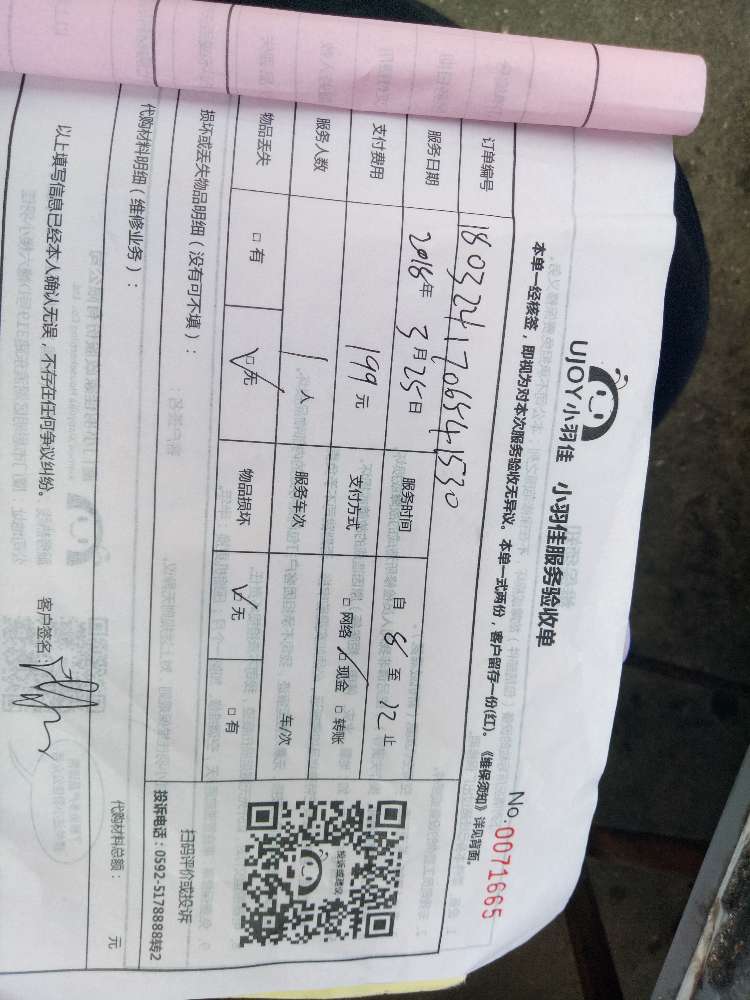 UJOY小羽佳 小羽佳服务验收单
No.0071665
本单一经核签，即视为对本次服务验收无异议。本单一式两份，客户留存一份(红)。《维保须知》详见背面。
订单编号 1803241706541530
服务日期 2018年3月25日 服务时间 自 8 至 12 止
支付费用 199元 支付方式 □网络 ☑现金 □转账
服务人数 1人 服务车次 车/次
物品丢失 □有 ☑无 物品损坏 ☑无 □有
损坏或丢失物品明细（没有可不填）：
投诉或建议
扫码评价或投诉
投诉电话：0592-5178888转2
代购材料明细（维修业务）：
代购材料总额： 元
以上填写信息已经本人确认无误，不存在任何争议纠纷。 客户签名：